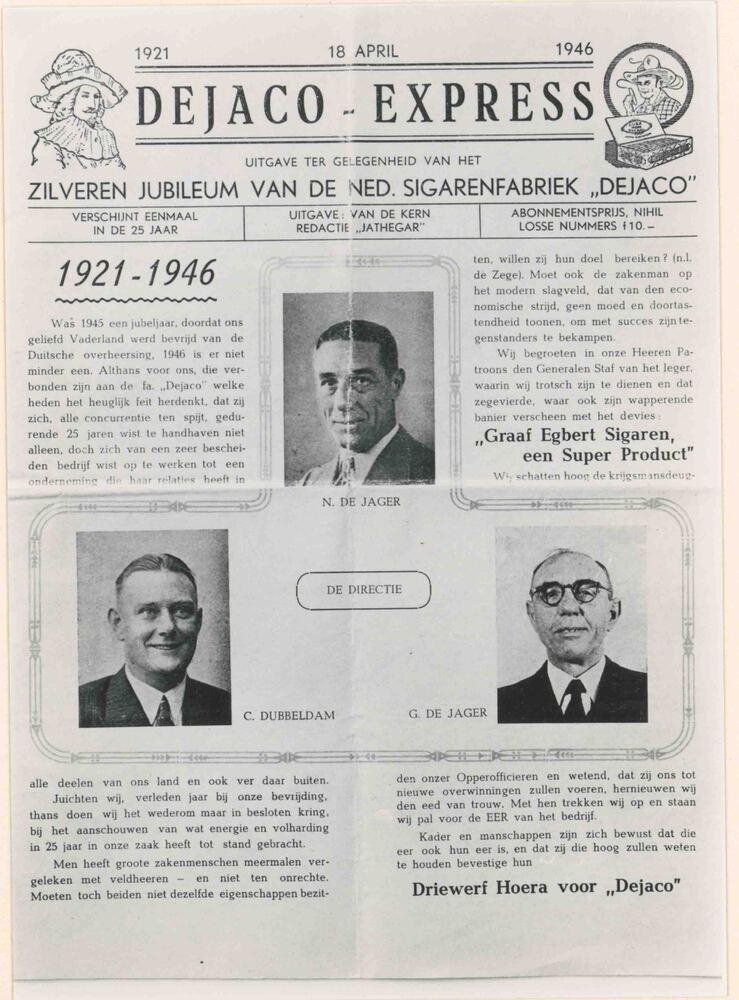 1921 18 APRIL 1946
DEJACO - EXPRESS
UITGAVE TER GELEGENHEID VAN HET
ZILVEREN JUBILEUM VAN DE NED. SIGARENFABRIEK „DEJACO”
VERSCHIJNT EENMAAL
IN DE 25 JAAR
UITGAVE: VAN DE KERN
REDACTIE „JATHEGAR”
ABONNEMENTSPRIJS, NIHIL
LOSSE NUMMERS f 10.–
1921-1946
Was 1945 een jubeljaar, doordat ons
geliefd Vaderland werd bevrijd van de
Duitsche overheersing, 1946 is er niet
minder een. Althans voor ons, die ver-
bonden zijn aan de fa. „Dejaco” welke
heden het heuglijk feit herdenkt, dat zij
zich, alle concurrentie ten spijt, gedu-
rende 25 jaren wist te handhaven niet
alleen, doch zich van een zeer beschei-
den bedrijf wist op te werken tot een
onderneming die haar relaties heeft in
N. DE JAGER
ten, willen zij hun doel bereiken? (n.l.
de Zege). Moet ook de zakenman op
het modern slagveld, dat van den eco-
nomische strijd, geen moed en doortas-
tendheid toonen, om met succes zijn te-
genstanders te bekampen.
Wij begroeten in onze Heeren Pa-
troons den Generalen Staf van het leger,
waarin wij trotsch zijn te dienen en dat
zegevierde, waar ook zijn wapperende
banier verscheen met het devies:
„Graaf Egbert Sigaren,
een Super Product”
Wij schatten hoog de krijgsmansdeug-
DE DIRECTIE
C. DUBBELDAM
G. DE JAGER
alle deelen van ons land en ook ver daar buiten.
Juichten wij, verleden jaar bij onze bevrijding,
thans doen wij het wederom maar in besloten kring,
bij het aanschouwen van wat energie en volharding
in 25 jaar in onze zaak heeft tot stand gebracht.
Men heeft groote zakenmenschen meermalen ver-
geleken met veldheeren – en niet ten onrechte.
Moeten toch beiden niet dezelfde eigenschappen bezit-
den onzer Opperofficieren en wetend, dat zij ons tot
nieuwe overwinningen zullen voeren, hernieuwen wij
den eed van trouw. Met hen trekken wij op en staan
wij pal voor de EER van het bedrijf.
Kader en manschappen zijn zich bewust dat die
eer ook hun eer is, en dat zij die hoog zullen weten
te houden bevestige hun
Driewerf Hoera voor „Dejaco”